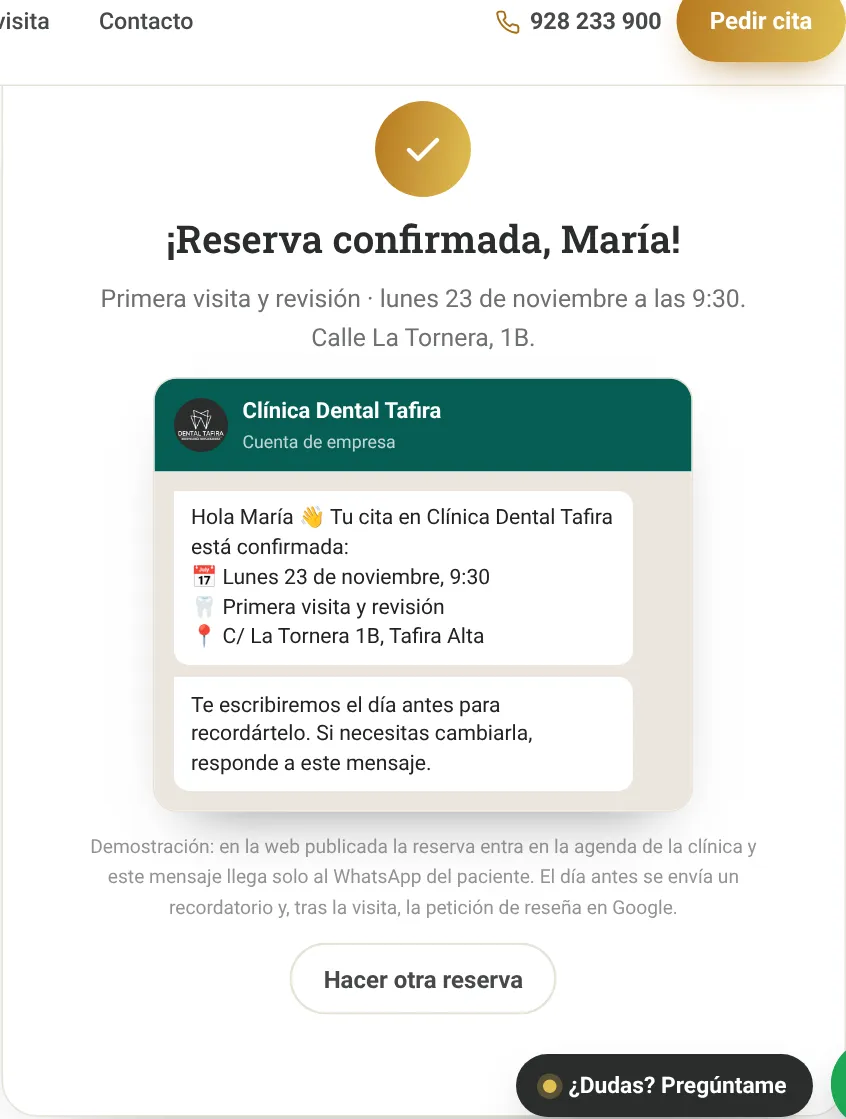 visita
Contacto
928 233 900
Pedir cita
¡Reserva confirmada, María!
Primera visita y revisión · lunes 23 de noviembre a las 9:30.
Calle La Tornera, 1B.
DENTAL TAFIRA
Clínica Dental Tafira
Cuenta de empresa
Hola María 👋 Tu cita en Clínica Dental Tafira
está confirmada:
📅 Lunes 23 de noviembre, 9:30
🦷 Primera visita y revisión
📍 C/ La Tornera 1B, Tafira Alta
Te escribiremos el día antes para
recordártelo. Si necesitas cambiarla,
responde a este mensaje.
Demostración: en la web publicada la reserva entra en la agenda de la clínica y
este mensaje llega solo al WhatsApp del paciente. El día antes se envía un
recordatorio y, tras la visita, la petición de reseña en Google.
Hacer otra reserva
¿Dudas? Pregúntame